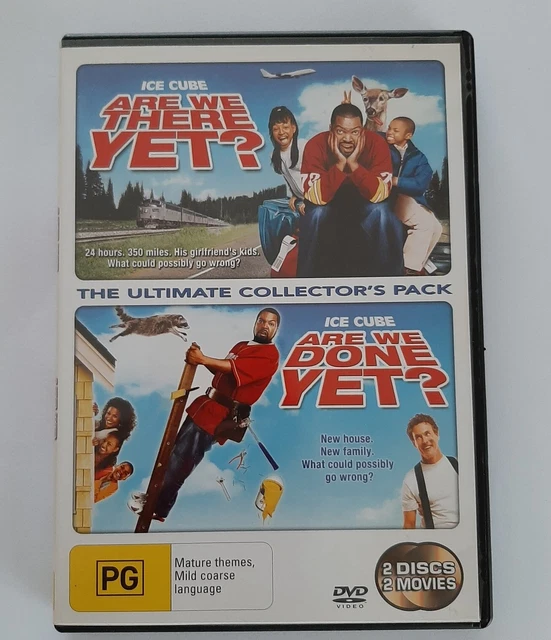 ICE CUBE
ARE WE
THERE
YET?
24 hours. 350 miles. His girlfriend's kids.
What could possibly go wrong?
THE ULTIMATE COLLECTOR'S PACK
ICE CUBE
ARE WE
DONE
YET?
New house.
New family.
What could possibly
go wrong?
PG
Mature themes,
Mild coarse
language
DVD
VIDEO
2 DISCS
2 MOVIES